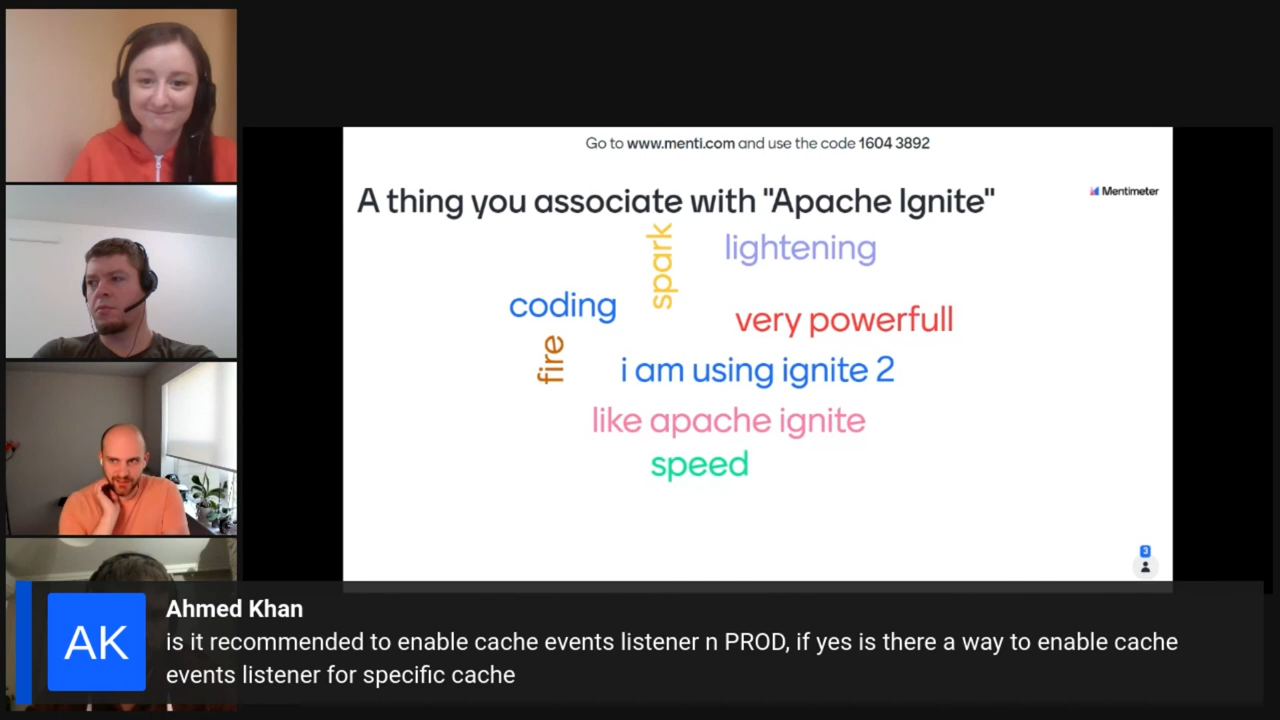 Go to www.menti.com and use the code 1604 3892
A thing you associate with "Apache Ignite"
Mentimeter
spark
lightening
coding
very powerfull
fire
i am using ignite 2
like apache ignite
speed
3
AK
Ahmed Khan
is it recommended to enable cache events listener n PROD, if yes is there a way to enable cache
events listener for specific cache